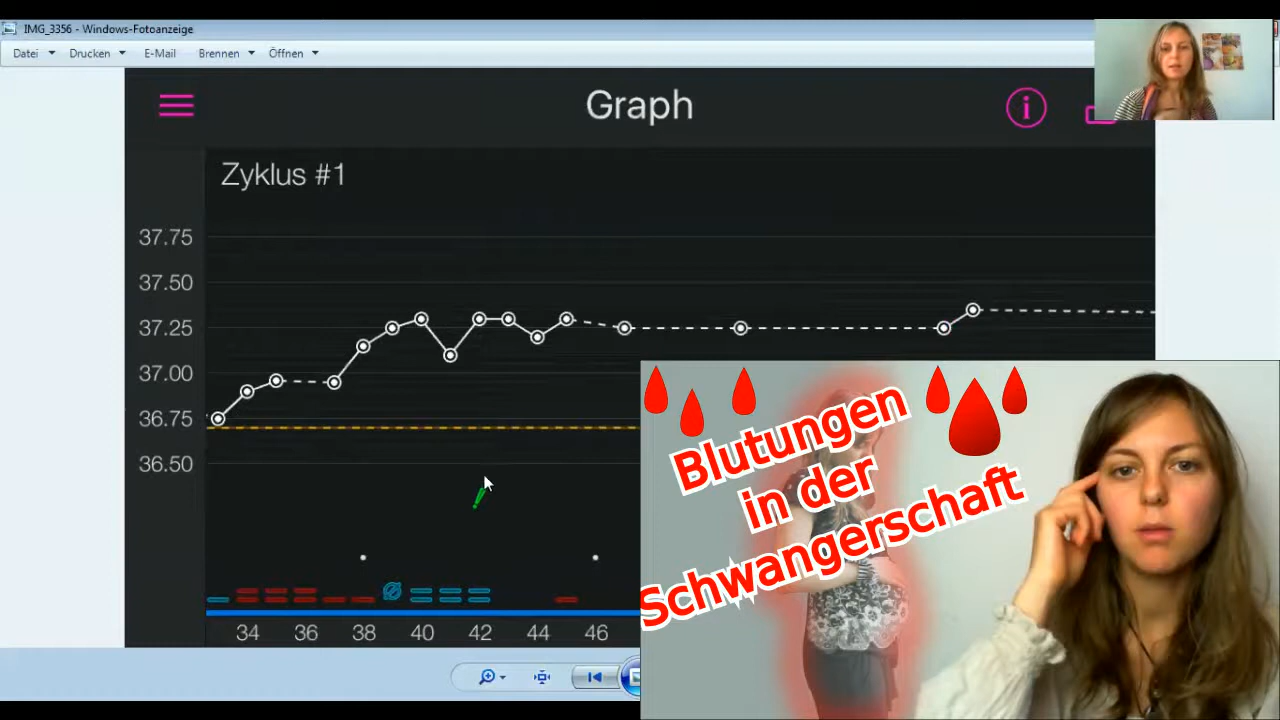 IMG_3356 - Windows-Fotoanzeige
Datei Drucken E-Mail Brennen Öffnen
Graph
i
Zyklus #1
37.75
37.50
37.25
37.00
36.75
36.50
34 36 38 40 42 44 46
Blutungen
in der
Schwangerschaft